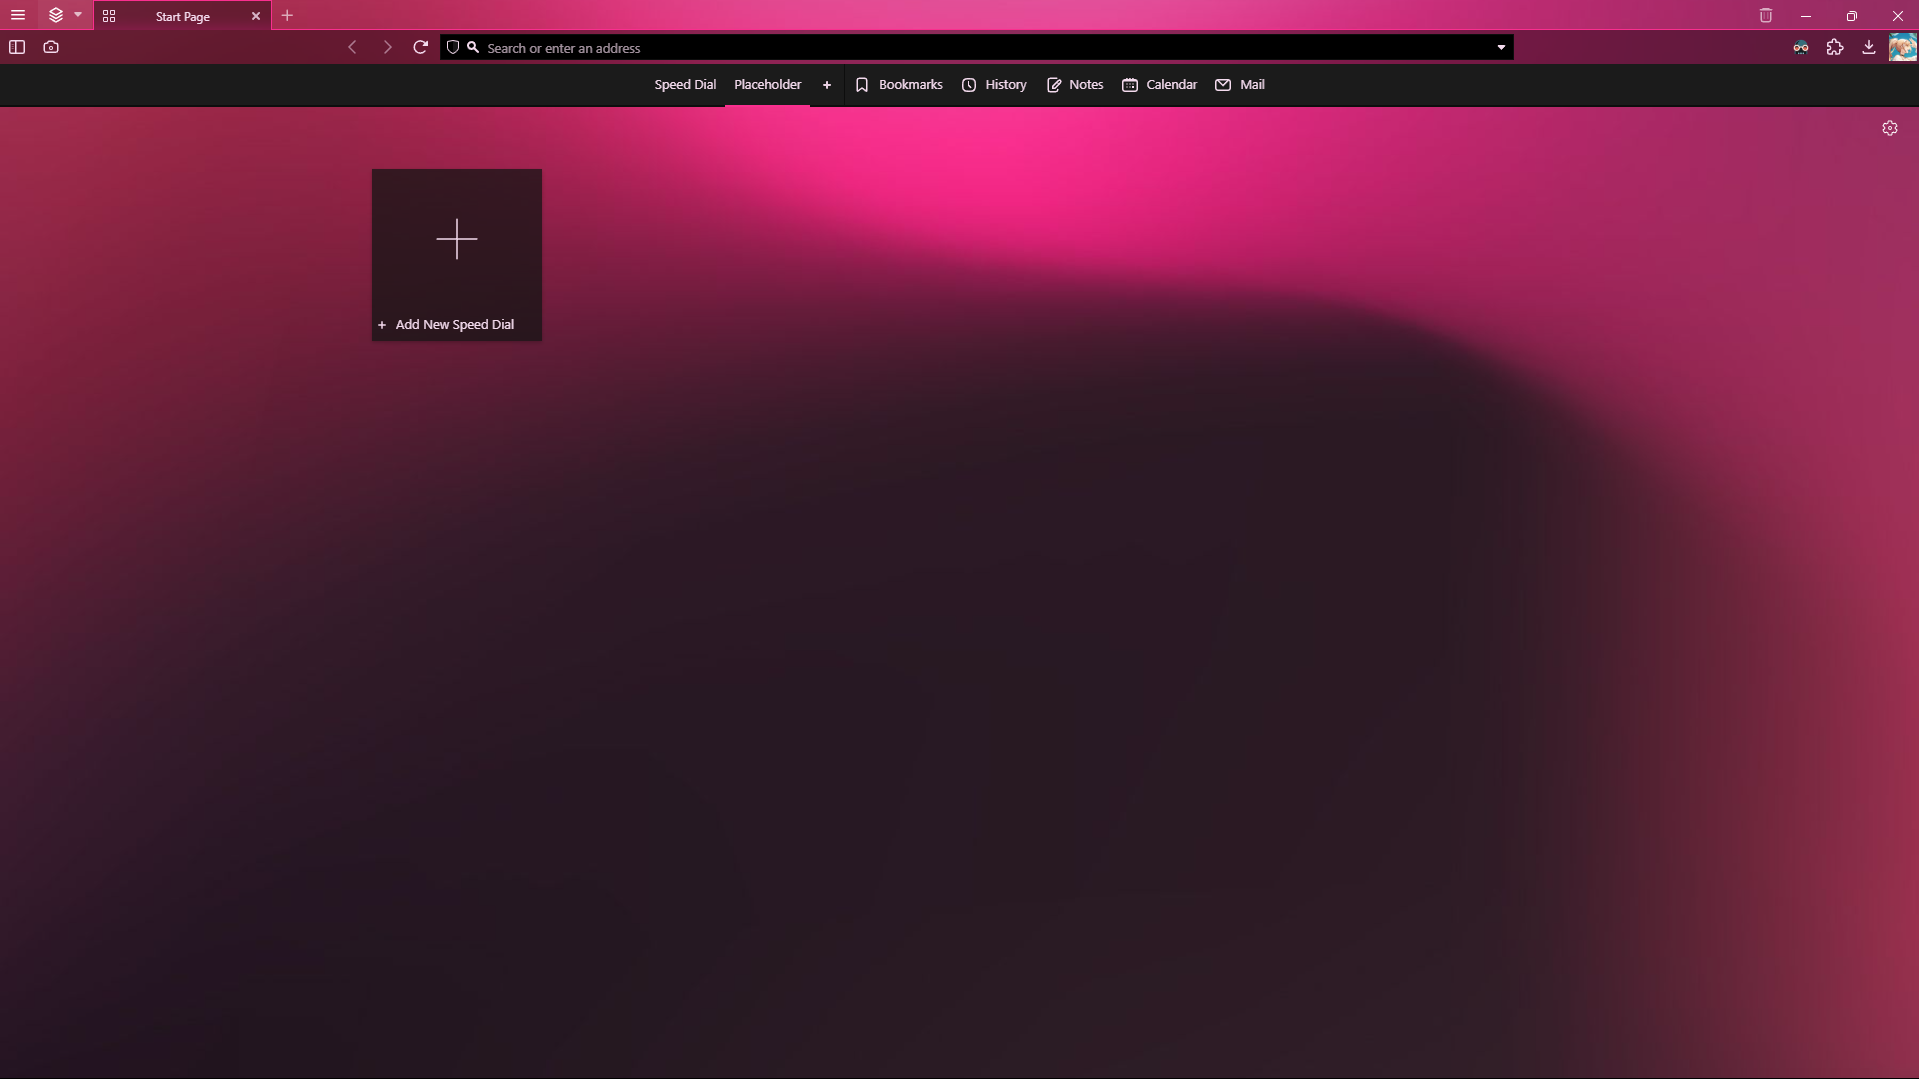 Start Page
Search or enter an address
Speed Dial Placeholder + Bookmarks History Notes Calendar Mail
+ Add New Speed Dial